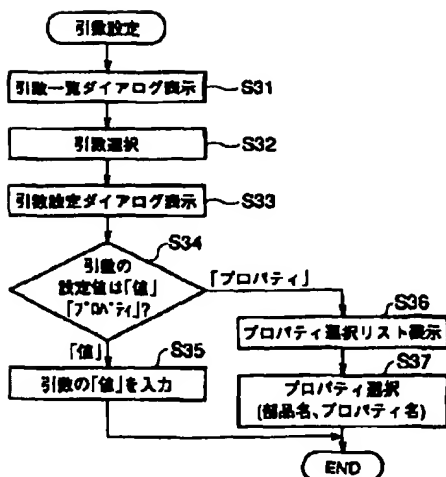 引数設定
引数一覧ダイアログ表示
S31
引数選択
S32
引数設定ダイアログ表示
S33
S34
引数の
設定値は「値」
「プロパティ」?
「プロパティ」
「値」
S35
引数の「値」を入力
S36
プロパティ選択リスト表示
S37
プロパティ選択
(部品名、プロパティ名)
END